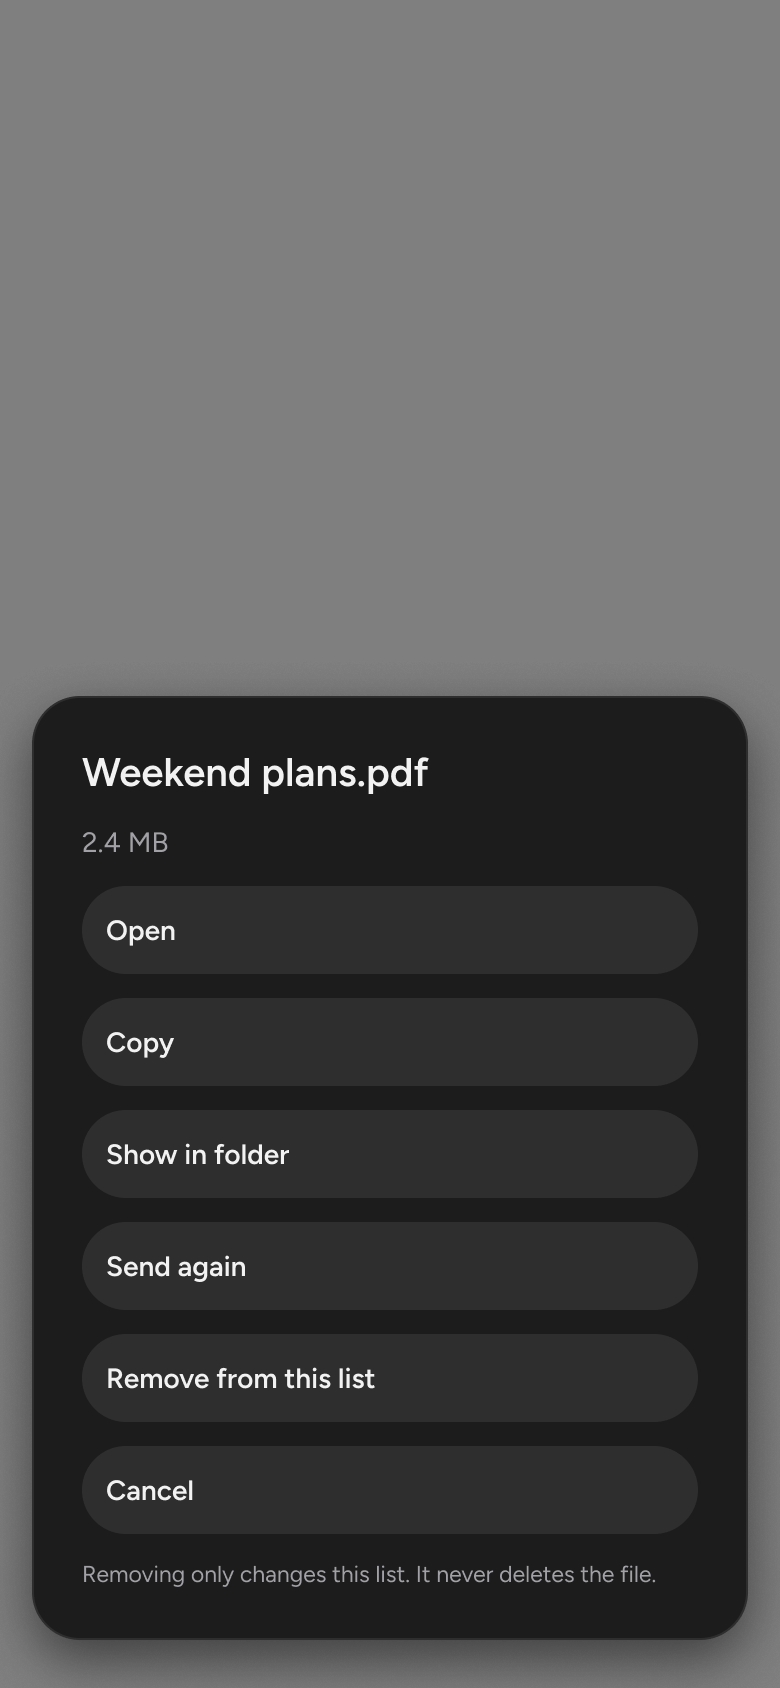 Weekend plans.pdf
2.4 MB
Open
Copy
Show in folder
Send again
Remove from this list
Cancel
Removing only changes this list. It never deletes the file.